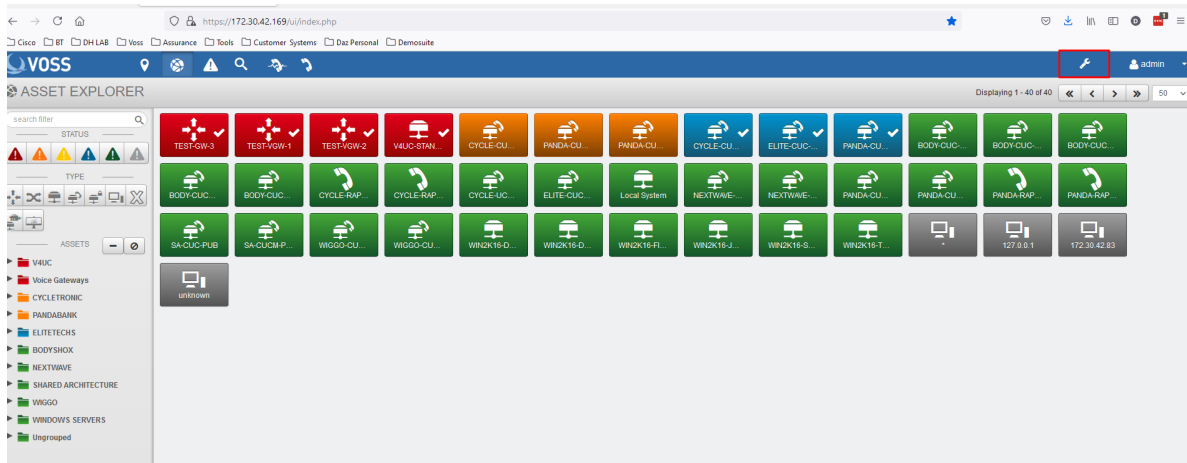 https://172.30.42.169/ui/index.php
Cisco BT DH LAB Voss Assurance Tools Customer Systems Daz Personal Demosuite
VOSS admin
ASSET EXPLORER Displaying 1 - 40 of 40 50
search filter
STATUS
TYPE
ASSETS
V4UC
Voice Gateways
CYCLETRONIC
PANDABANK
ELITETECHS
BODYSHOX
NEXTWAVE
SHARED ARCHITECTURE
WIGGO
WINDOWS SERVERS
Ungrouped
TEST-GW-3 TEST-VGW-1 TEST-VGW-2 V4UC-STAN... CYCLE-CU... PANDA-CU... PANDA-CU... CYCLE-CU... ELITE-CUC-... PANDA-CU... BODY-CUC-... BODY-CUC-... BODY-CUC...
BODY-CUC... BODY-CUC... CYCLE-RAP... CYCLE-RAP... CYCLE-UC... ELITE-CUC... Local System NEXTWAVE-... NEXTWAVE-... PANDA-CU... PANDA-CU... PANDA-RAP... PANDA-RAP...
SA-CUC-PUB SA-CUCM-P... WIGGO-CU... WIGGO-CU... WIN2K16-D... WIN2K16-D... WIN2K16-FI... WIN2K16-J... WIN2K16-S... WIN2K16-T... * 127.0.0.1 172.30.42.83
unknown